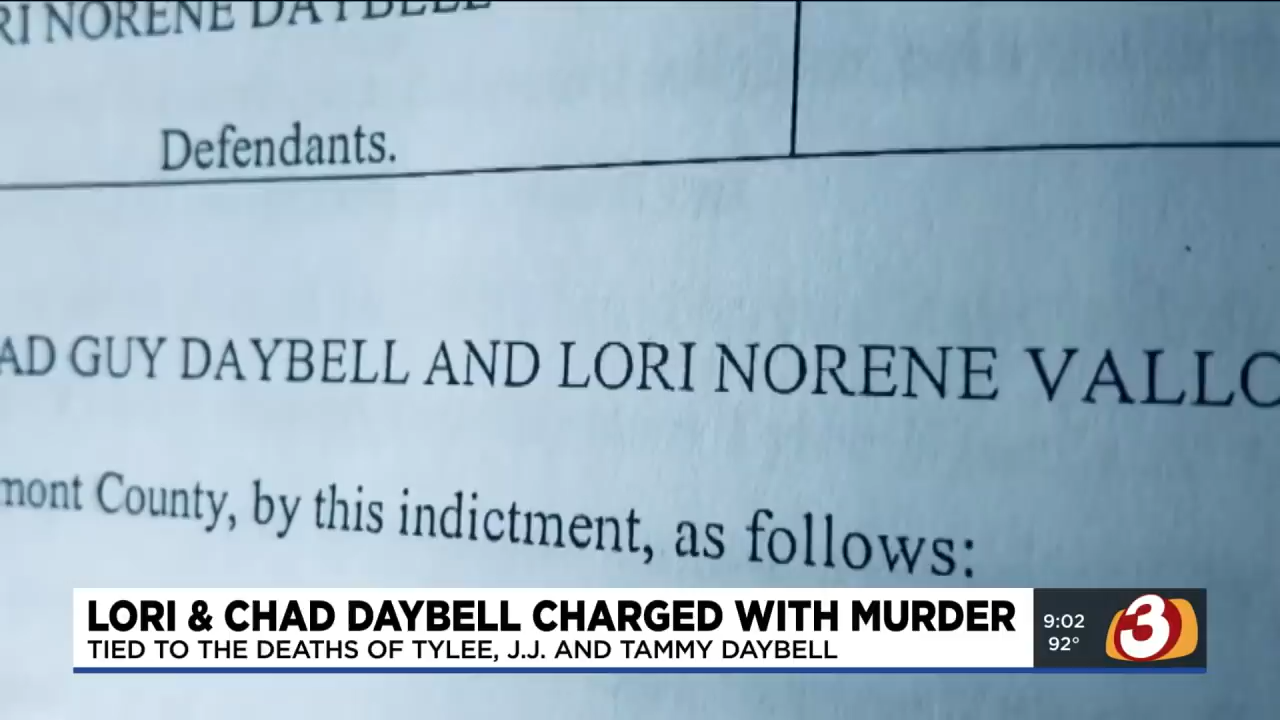 RI NORENE DAYBELL
Defendants.
AD GUY DAYBELL AND LORI NORENE VALLO
mont County, by this indictment, as follows:
LORI & CHAD DAYBELL CHARGED WITH MURDER
TIED TO THE DEATHS OF TYLEE, J.J. AND TAMMY DAYBELL
9:02
92°
3